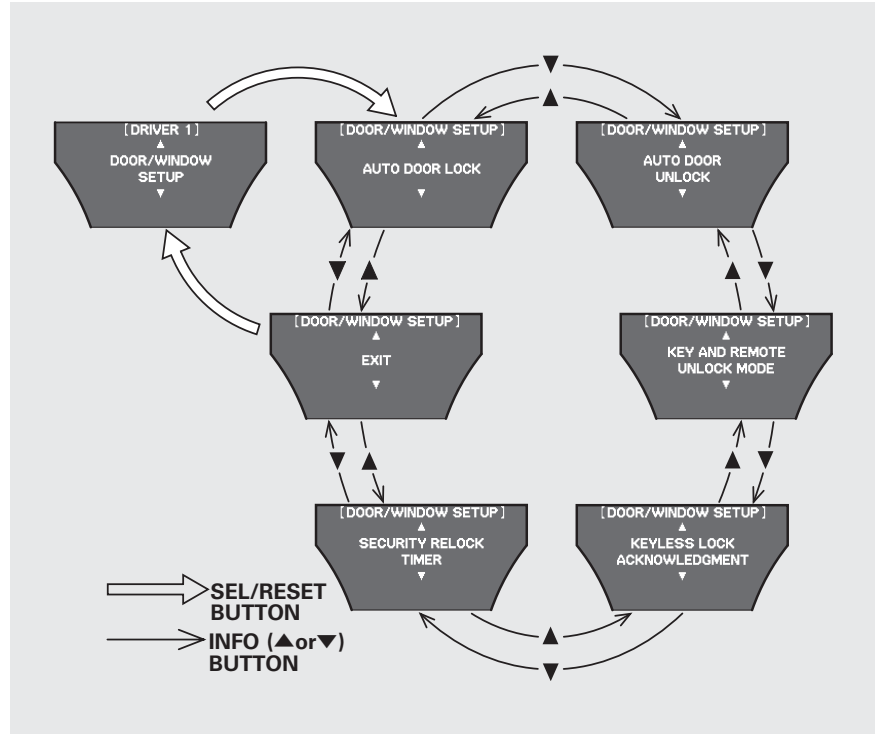 [DRIVER 1]
▲
DOOR/WINDOW
SETUP
▼
[DOOR/WINDOW SETUP]
▲
AUTO DOOR LOCK
▼
[DOOR/WINDOW SETUP]
▲
AUTO DOOR
UNLOCK
▼
[DOOR/WINDOW SETUP]
▲
EXIT
▼
[DOOR/WINDOW SETUP]
▲
KEY AND REMOTE
UNLOCK MODE
▼
[DOOR/WINDOW SETUP]
▲
SECURITY RELOCK
TIMER
▼
[DOOR/WINDOW SETUP]
▲
KEYLESS LOCK
ACKNOWLEDGMENT
▼
SEL/RESET
BUTTON
INFO (▲or▼)
BUTTON